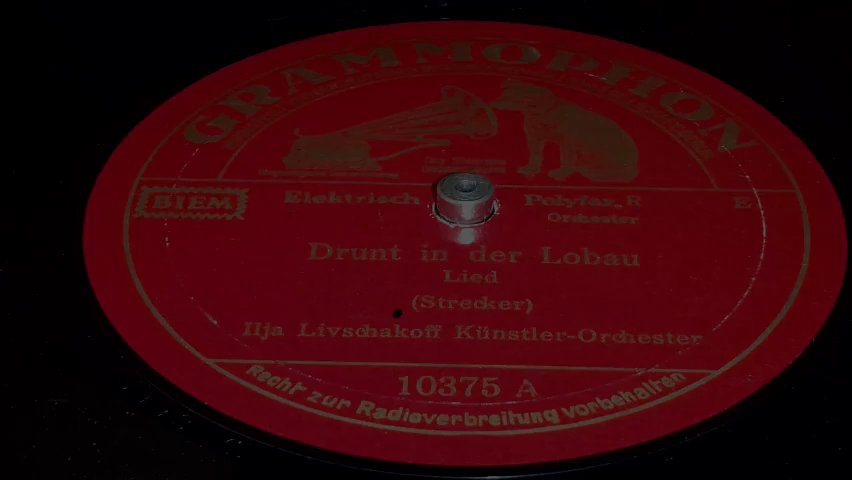 GRAMMOPHON
BIEM
Elektrisch
Polyfar, R
E
Orchester
Drunt in der Lobau
Lied
(Strecker)
Ilja Livschakoff Künstler-Orchester
10375 A
Recht zur Radioverbreitung vorbehalten